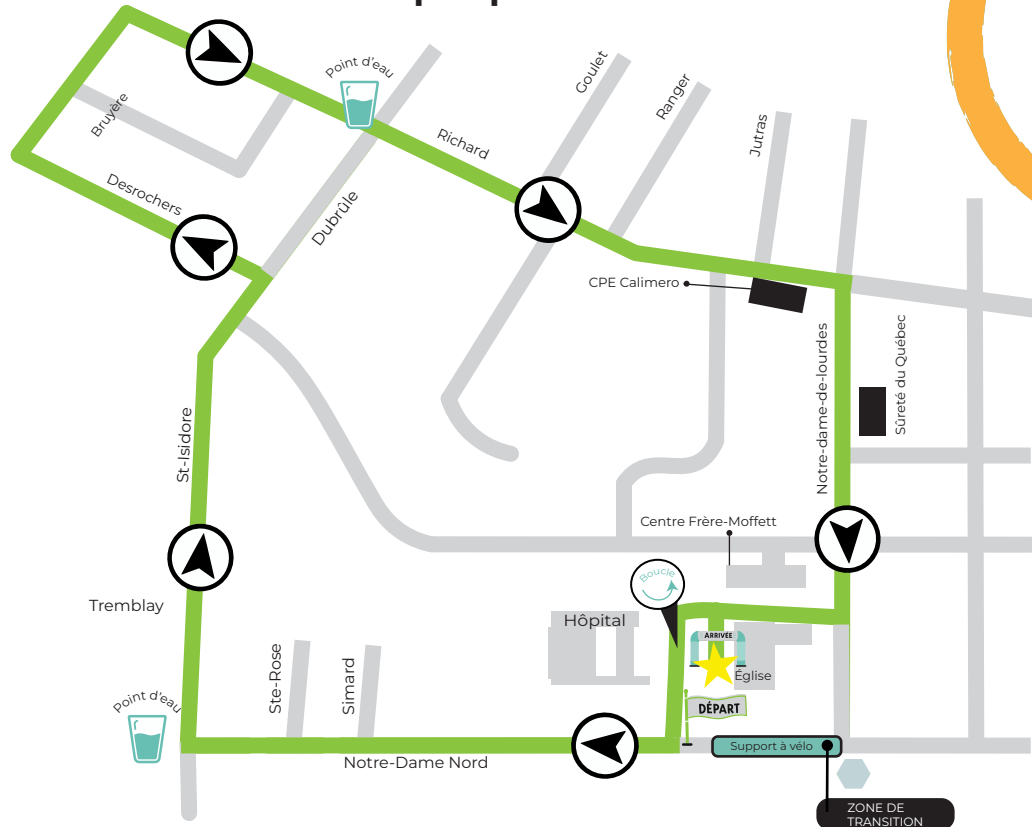 Point d'eau
Goulet
Ranger
Jutras
Bruyère
Richard
Desrochers
Dubrûle
CPE Calimero
Notre-dame-de-lourdes
Sûreté du Québec
St-Isidore
Centre Frère-Moffett
Boucle
Tremblay
Hôpital
ARRIVÉE
Église
Ste-Rose
Simard
Point d'eau
DÉPART
Support à vélo
Notre-Dame Nord
ZONE DE
TRANSITION